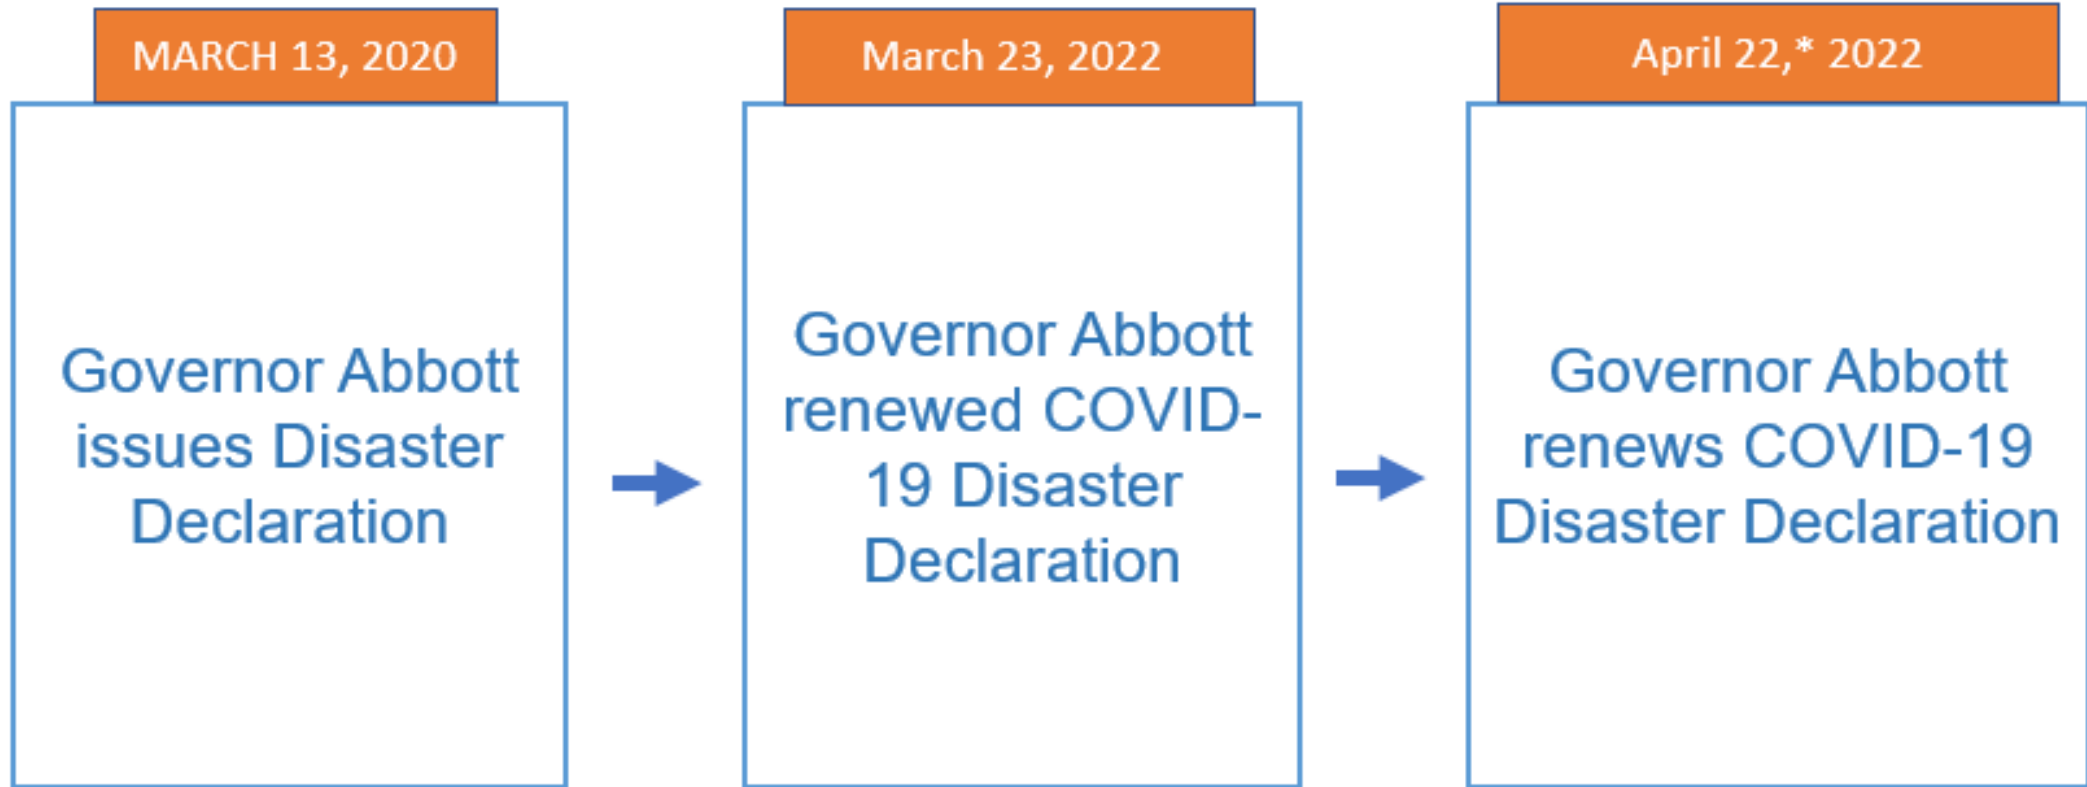 MARCH 13, 2020
Governor Abbott
issues Disaster
Declaration
March 23, 2022
Governor Abbott
renewed COVID-
19 Disaster
Declaration
April 22,* 2022
Governor Abbott
renews COVID-19
Disaster Declaration